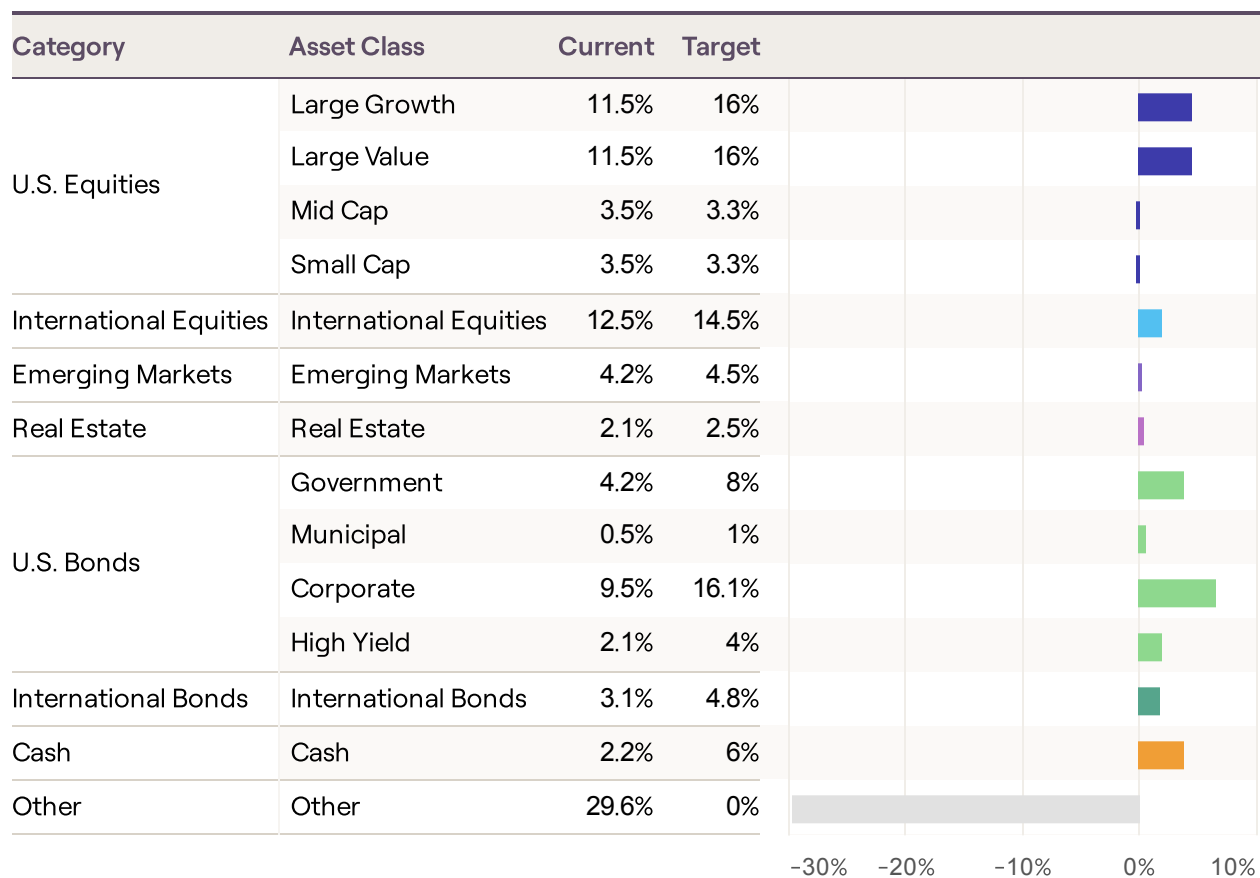 Category Asset Class Current Target
Large Growth 11.5% 16%
Large Value 11.5% 16%
U.S. Equities
Mid Cap 3.5% 3.3%
Small Cap 3.5% 3.3%
International Equities International Equities 12.5% 14.5%
Emerging Markets Emerging Markets 4.2% 4.5%
Real Estate Real Estate 2.1% 2.5%
Government 4.2% 8%
Municipal 0.5% 1%
U.S. Bonds
Corporate 9.5% 16.1%
High Yield 2.1% 4%
International Bonds International Bonds 3.1% 4.8%
Cash Cash 2.2% 6%
Other Other 29.6% 0%
-30% -20% -10% 0% 10%